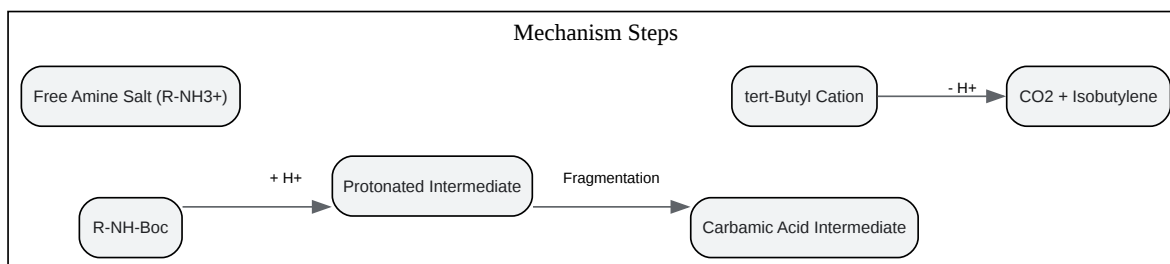 Mechanism Steps
Free Amine Salt (R-NH3+)
tert-Butyl Cation
- H+
CO2 + Isobutylene
+ H+
Protonated Intermediate
Fragmentation
R-NH-Boc
Carbamic Acid Intermediate